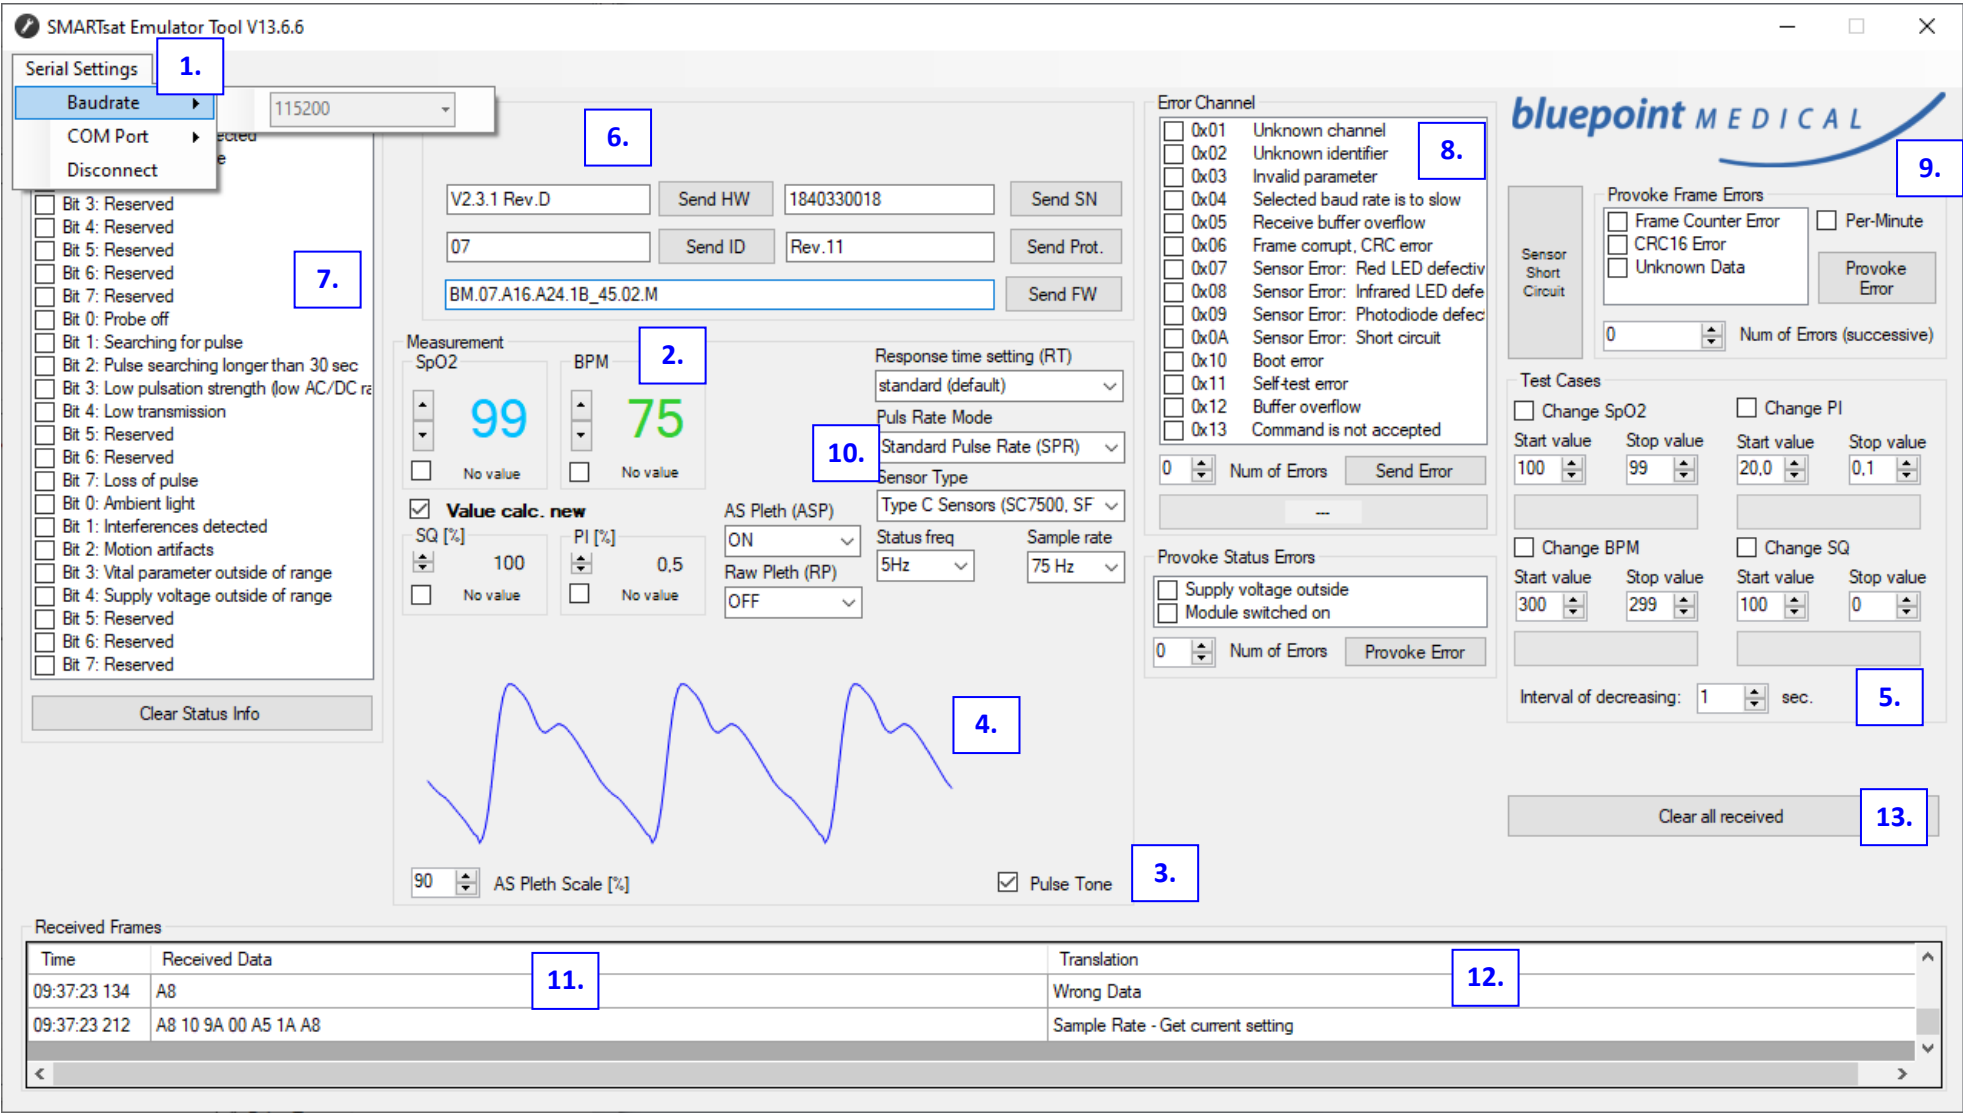 SMARTsat Emulator Tool V13.6.6
Serial Settings
1.
Baudrate
115200
COM Port
Disconnect
ected
e
Bit 3: Reserved
Bit 4: Reserved
Bit 5: Reserved
Bit 6: Reserved
Bit 7: Reserved
Bit 0: Probe off
Bit 1: Searching for pulse
Bit 2: Pulse searching longer than 30 sec
Bit 3: Low pulsation strength (low AC/DC ra
Bit 4: Low transmission
Bit 5: Reserved
Bit 6: Reserved
Bit 7: Loss of pulse
Bit 0: Ambient light
Bit 1: Interferences detected
Bit 2: Motion artifacts
Bit 3: Vital parameter outside of range
Bit 4: Supply voltage outside of range
Bit 5: Reserved
Bit 6: Reserved
Bit 7: Reserved
7.
Clear Status Info
6.
V2.3.1 Rev.D Send HW 1840330018 Send SN
07 Send ID Rev.11 Send Prot.
BM.07.A16.A24.1B_45.02.M Send FW
Measurement
2.
SpO2 BPM
99 75
No value No value
Value calc. new
SQ [%] PI [%]
100 0,5
No value No value
AS Pleth (ASP)
ON
Raw Pleth (RP)
OFF
Response time setting (RT)
standard (default)
Puls Rate Mode
10.
Standard Pulse Rate (SPR)
Sensor Type
Type C Sensors (SC7500, SF
Status freq Sample rate
5Hz 75 Hz
4.
90 AS Pleth Scale [%]
Pulse Tone
3.
Error Channel
0x01 Unknown channel
0x02 Unknown identifier
0x03 Invalid parameter
0x04 Selected baud rate is to slow
0x05 Receive buffer overflow
0x06 Frame corrupt, CRC error
0x07 Sensor Error: Red LED defectiv
0x08 Sensor Error: Infrared LED defe
0x09 Sensor Error: Photodiode defec
0x0A Sensor Error: Short circuit
0x10 Boot error
0x11 Self-test error
0x12 Buffer overflow
0x13 Command is not accepted
8.
0 Num of Errors Send Error
---
Provoke Status Errors
Supply voltage outside
Module switched on
0 Num of Errors Provoke Error
bluepoint MEDICAL
9.
Sensor
Short
Circuit
Provoke Frame Errors
Frame Counter Error
CRC16 Error
Unknown Data
Per-Minute
Provoke
Error
0 Num of Errors (successive)
Test Cases
Change SpO2 Change PI
Start value Stop value Start value Stop value
100 99 20,0 0,1
Change BPM Change SQ
Start value Stop value Start value Stop value
300 299 100 0
Interval of decreasing: 1 sec.
5.
Clear all received
13.
Received Frames
Time Received Data Translation
11.
12.
09:37:23 134 A8 Wrong Data
09:37:23 212 A8 10 9A 00 A5 1A A8 Sample Rate - Get current setting